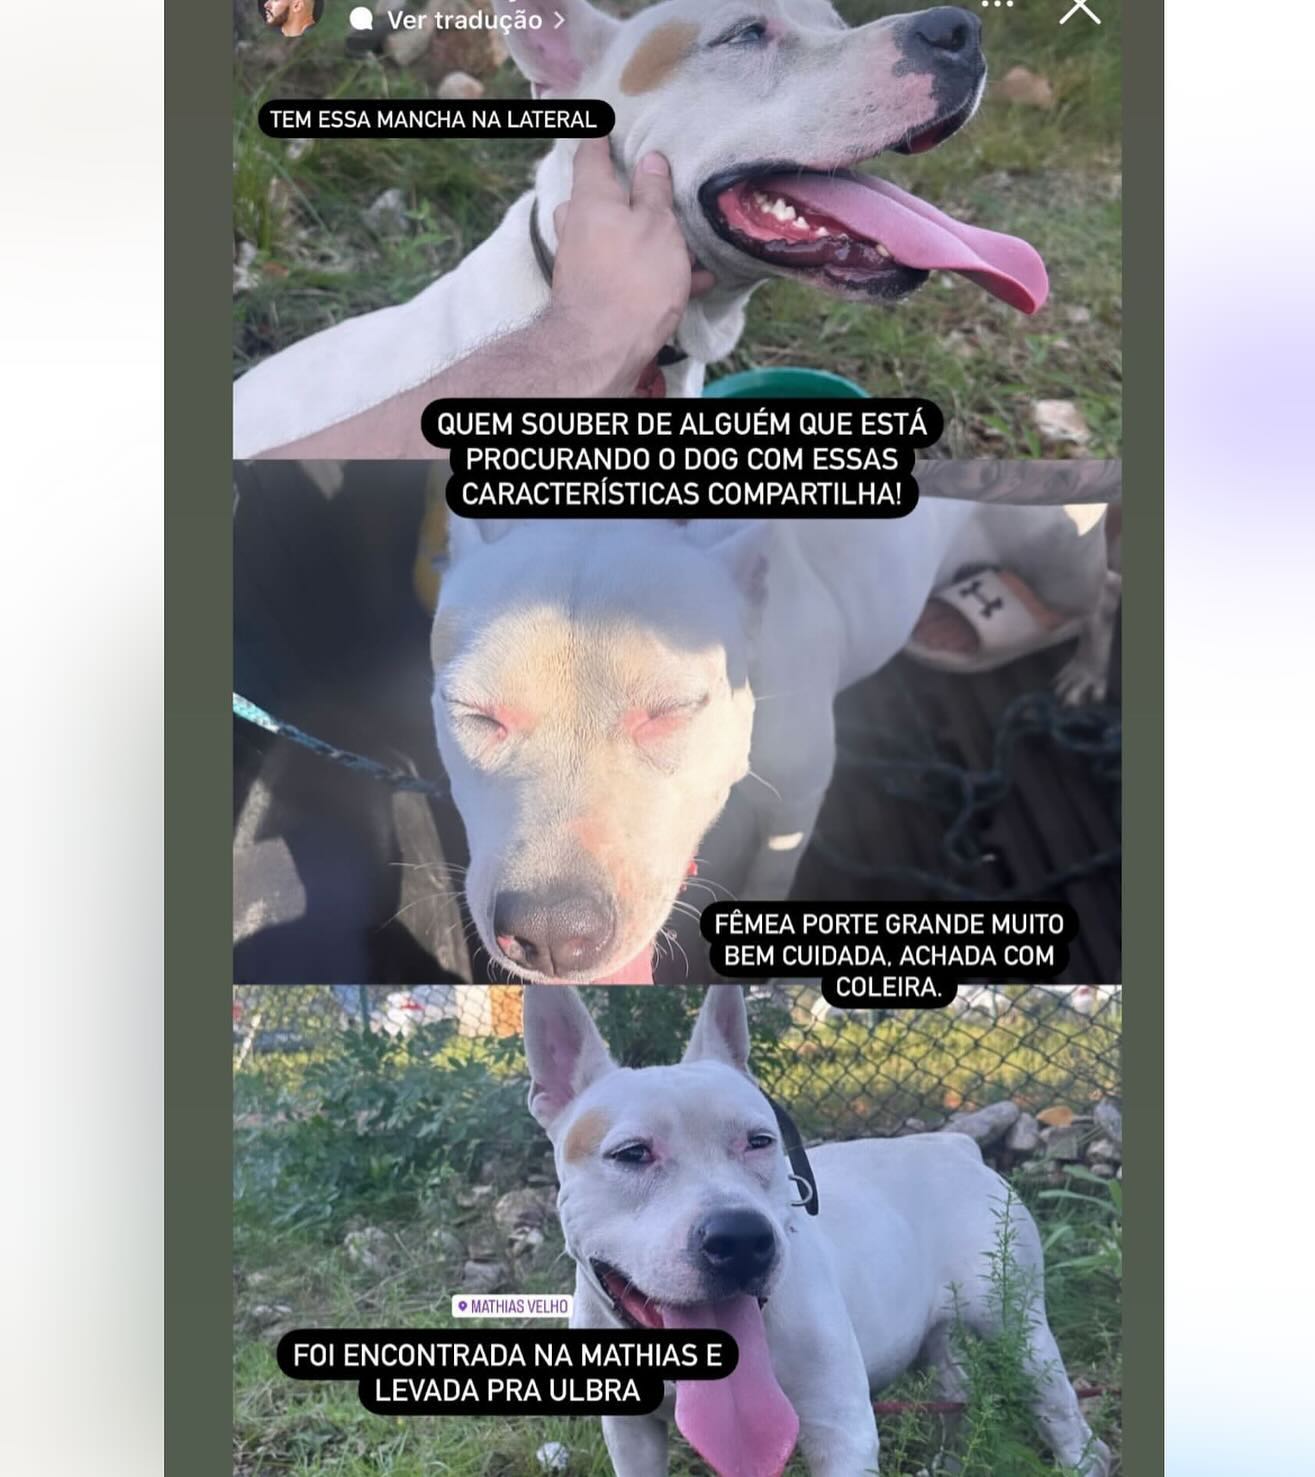 Ver tradução
TEM ESSA MANCHA NA LATERAL
QUEM SOUBER DE ALGUÉM QUE ESTÁ
PROCURANDO O DOG COM ESSAS
CARACTERÍSTICAS COMPARTILHA!
FÊMEA PORTE GRANDE MUITO
BEM CUIDADA, ACHADA COM
COLEIRA.
MATHIAS VELHO
FOI ENCONTRADA NA MATHIAS E
LEVADA PRA ULBRA